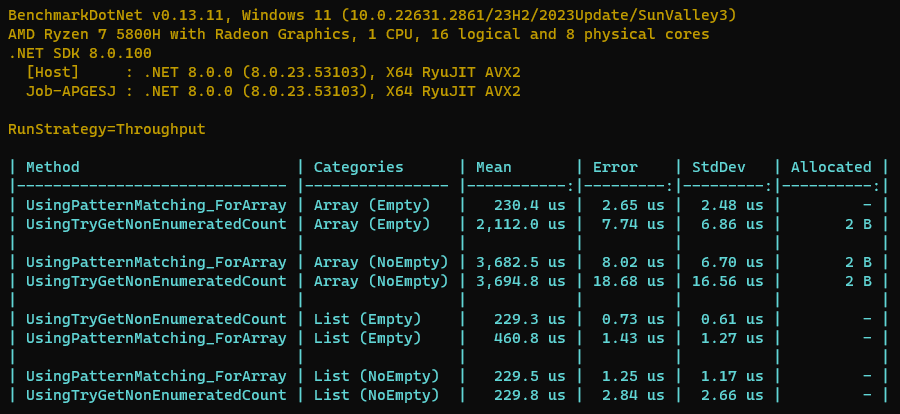 BenchmarkDotNet v0.13.11, Windows 11 (10.0.22631.2861/23H2/2023Update/SunValley3)
AMD Ryzen 7 5800H with Radeon Graphics, 1 CPU, 16 logical and 8 physical cores
.NET SDK 8.0.100
  [Host]     : .NET 8.0.0 (8.0.23.53103), X64 RyuJIT AVX2
  Job-APGESJ : .NET 8.0.0 (8.0.23.53103), X64 RyuJIT AVX2

RunStrategy=Throughput

| Method                        | Categories      | Mean       | Error    | StdDev   | Allocated |
|------------------------------ |---------------- |-----------:|---------:|---------:|----------:|
| UsingPatternMatching_ForArray | Array (Empty)   |   230.4 us |  2.65 us |  2.48 us |         - |
| UsingTryGetNonEnumeratedCount | Array (Empty)   | 2,112.0 us |  7.74 us |  6.86 us |       2 B |
|                               |                 |            |          |          |           |
| UsingPatternMatching_ForArray | Array (NoEmpty) | 3,682.5 us |  8.02 us |  6.70 us |       2 B |
| UsingTryGetNonEnumeratedCount | Array (NoEmpty) | 3,694.8 us | 18.68 us | 16.56 us |       2 B |
|                               |                 |            |          |          |           |
| UsingTryGetNonEnumeratedCount | List (Empty)    |   229.3 us |  0.73 us |  0.61 us |         - |
| UsingPatternMatching_ForArray | List (Empty)    |   460.8 us |  1.43 us |  1.27 us |         - |
|                               |                 |            |          |          |           |
| UsingPatternMatching_ForArray | List (NoEmpty)  |   229.5 us |  1.25 us |  1.17 us |         - |
| UsingTryGetNonEnumeratedCount | List (NoEmpty)  |   229.8 us |  2.84 us |  2.66 us |         - |